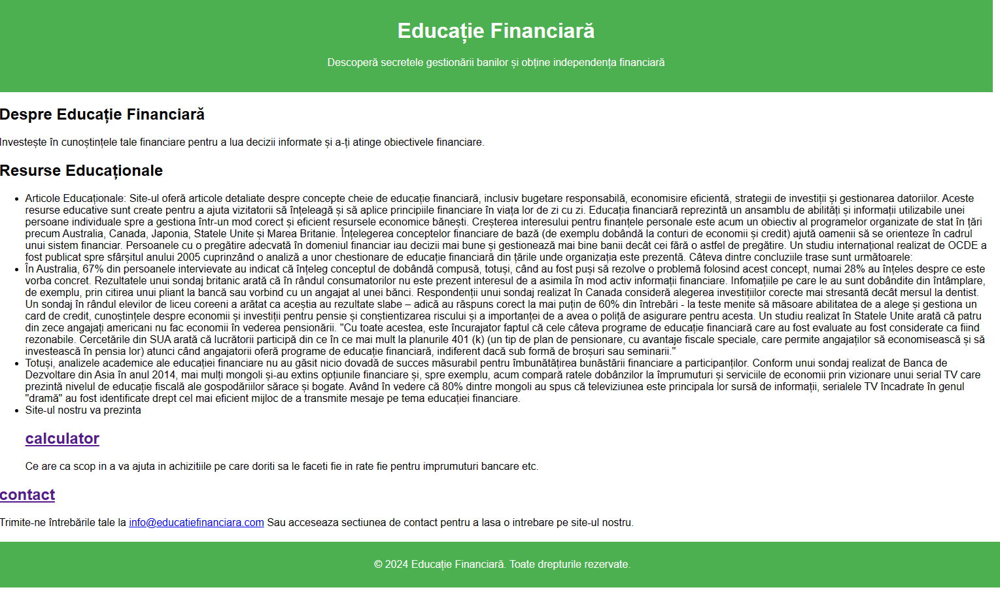 Educație Financiară
Descoperă secretele gestionării banilor și obține independența financiară
Despre Educație Financiară
Investește în cunoștințele tale financiare pentru a lua decizii informate și a-ți atinge obiectivele financiare.
Resurse Educaționale
• Articole Educaționale: Site-ul oferă articole detaliate despre concepte cheie de educație financiară, inclusiv bugetare responsabilă, economisire eficientă, strategii de investiții și gestionarea datoriilor. Aceste
resurse educative sunt create pentru a ajuta vizitatorii să înțeleagă și să aplice principiile financiare în viața lor de zi cu zi. Educația financiară reprezintă un ansamblu de abilități și informații utilizabile unei
persoane individuale spre a gestiona într-un mod corect și eficient resursele economice bănești. Creșterea interesului pentru finanțele personale este acum un obiectiv al programelor organizate de stat în țări
precum Australia, Canada, Japonia, Statele Unite și Marea Britanie. Înțelegerea conceptelor financiare de bază (de exemplu dobândă la conturi de economii și credit) ajută oamenii să se orienteze în cadrul
unui sistem financiar. Persoanele cu o pregătire adecvată în domeniul financiar iau decizii mai bune și gestionează mai bine banii decât cei fără o astfel de pregătire. Un studiu internațional realizat de OCDE a
fost publicat spre sfârșitul anului 2005 cuprinzând o analiză a unor chestionare de educație financiară din țările unde organizația este prezentă. Câteva dintre concluziile trase sunt următoarele:
• În Australia, 67% din persoanele intervievate au indicat că înțeleg conceptul de dobândă compusă, totuși, când au fost puși să rezolve o problemă folosind acest concept, numai 28% au înțeles despre ce este
vorba concret. Rezultatele unui sondaj britanic arată că în rândul consumatorilor nu este prezent interesul de a asimila în mod activ informații financiare. Infomațiile pe care le au sunt dobândite din întâmplare,
de exemplu, prin citirea unui pliant la bancă sau vorbind cu un angajat al unei bănci. Respondenții unui sondaj realizat în Canada consideră alegerea investițiilor corecte mai stresantă decât mersul la dentist.
Un sondaj în rândul elevilor de liceu coreeni a arătat ca aceștia au rezultate slabe – adică au răspuns corect la mai puțin de 60% din întrebări - la teste menite să măsoare abilitatea de a alege și gestiona un
card de credit, cunoștințele despre economii și investiții pentru pensie și conștientizarea riscului și a importanței de a avea o poliță de asigurare pentru acesta. Un studiu realizat în Statele Unite arată că patru
din zece angajați americani nu fac economii în vederea pensionării. "Cu toate acestea, este încurajator faptul că cele câteva programe de educație financiară care au fost evaluate au fost considerate ca fiind
rezonabile. Cercetările din SUA arată că lucrătorii participă din ce în ce mai mult la planurile 401 (k) (un tip de plan de pensionare, cu avantaje fiscale speciale, care permite angajaților să economisească și să
investească în pensia lor) atunci când angajatorii oferă programe de educație financiară, indiferent dacă sub formă de broșuri sau seminarii."
• Totuși, analizele academice ale educației financiare nu au găsit nicio dovadă de succes măsurabil pentru îmbunătățirea bunăstării financiare a participanților. Conform unui sondaj realizat de Banca de
Dezvoltare din Asia în anul 2014, mai mulți mongoli și-au extins opțiunile financiare și, spre exemplu, acum compară ratele dobânzilor la împrumuturi și serviciile de economii prin vizionare unui serial TV care
prezintă nivelul de educație fiscală ale gospodăriilor sărace și bogate. Având în vedere că 80% dintre mongoli au spus că televiziunea este principala lor sursă de informații, serialele TV încadrate în genul
"dramă" au fost identificate drept cel mai eficient mijloc de a transmite mesaje pe tema educației financiare.
• Site-ul nostru va prezinta
calculator
Ce are ca scop in a va ajuta in achizitiile pe care doriti sa le faceti fie in rate fie pentru imprumuturi bancare etc.
contact
Trimite-ne întrebările tale la info@educatiefinanciara.com Sau acceseaza sectiunea de contact pentru a lasa o intrebare pe site-ul nostru.
© 2024 Educație Financiară. Toate drepturile rezervate.